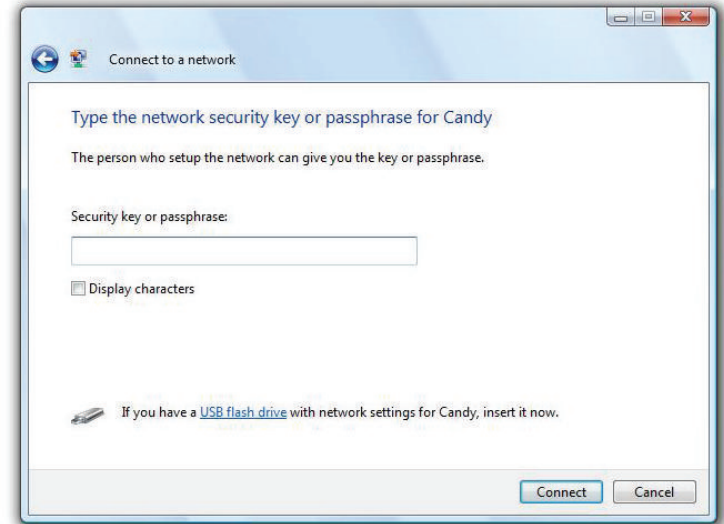 Connect to a network
Type the network security key or passphrase for Candy
The person who setup the network can give you the key or passphrase.
Security key or passphrase:
Display characters
If you have a USB flash drive with network settings for Candy, insert it now.
Connect Cancel